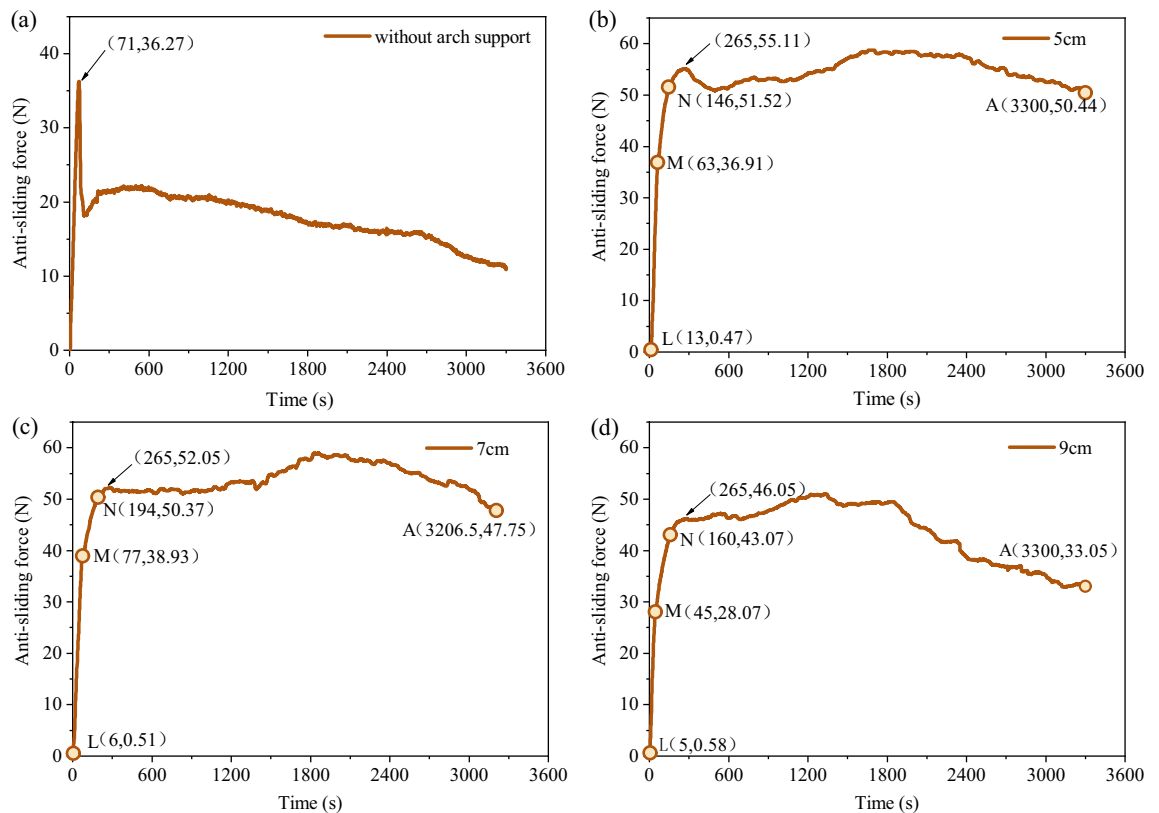 (a)
(71,36.27)
without arch support
Anti-sliding force (N)
40
30
20
10
0
600
1200
1800
2400
3000
3600
Time (s)
(b)
(265,55.11)
5cm
N(146,51.52)
A(3300,50.44)
M(63,36.91)
L(13,0.47)
Anti-sliding force (N)
60
50
40
30
20
10
0
0
600
1200
1800
2400
3000
3600
Time (s)
(c)
(265,52.05)
7cm
N(194,50.37)
A(3206.5,47.75)
M(77,38.93)
L(6,0.51)
Anti-sliding force (N)
60
50
40
30
20
10
0
0
600
1200
1800
2400
3000
3600
Time (s)
(d)
(265,46.05)
9cm
N(160,43.07)
A(3300,33.05)
M(45,28.07)
L(5,0.58)
Anti-sliding force (N)
60
50
40
30
20
10
0
0
600
1200
1800
2400
3000
3600
Time (s)